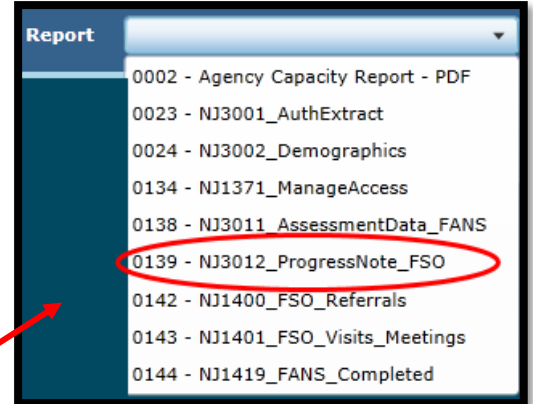 Report
0002 - Agency Capacity Report - PDF
0023 - NJ3001_AuthExtract
0024 - NJ3002_Demographics
0134 - NJ1371_ManageAccess
0138 - NJ3011_AssessmentData_FANS
0139 - NJ3012_ProgressNote_FSO
0142 - NJ1400_FSO_Referrals
0143 - NJ1401_FSO_Visits_Meetings
0144 - NJ1419_FANS_Completed